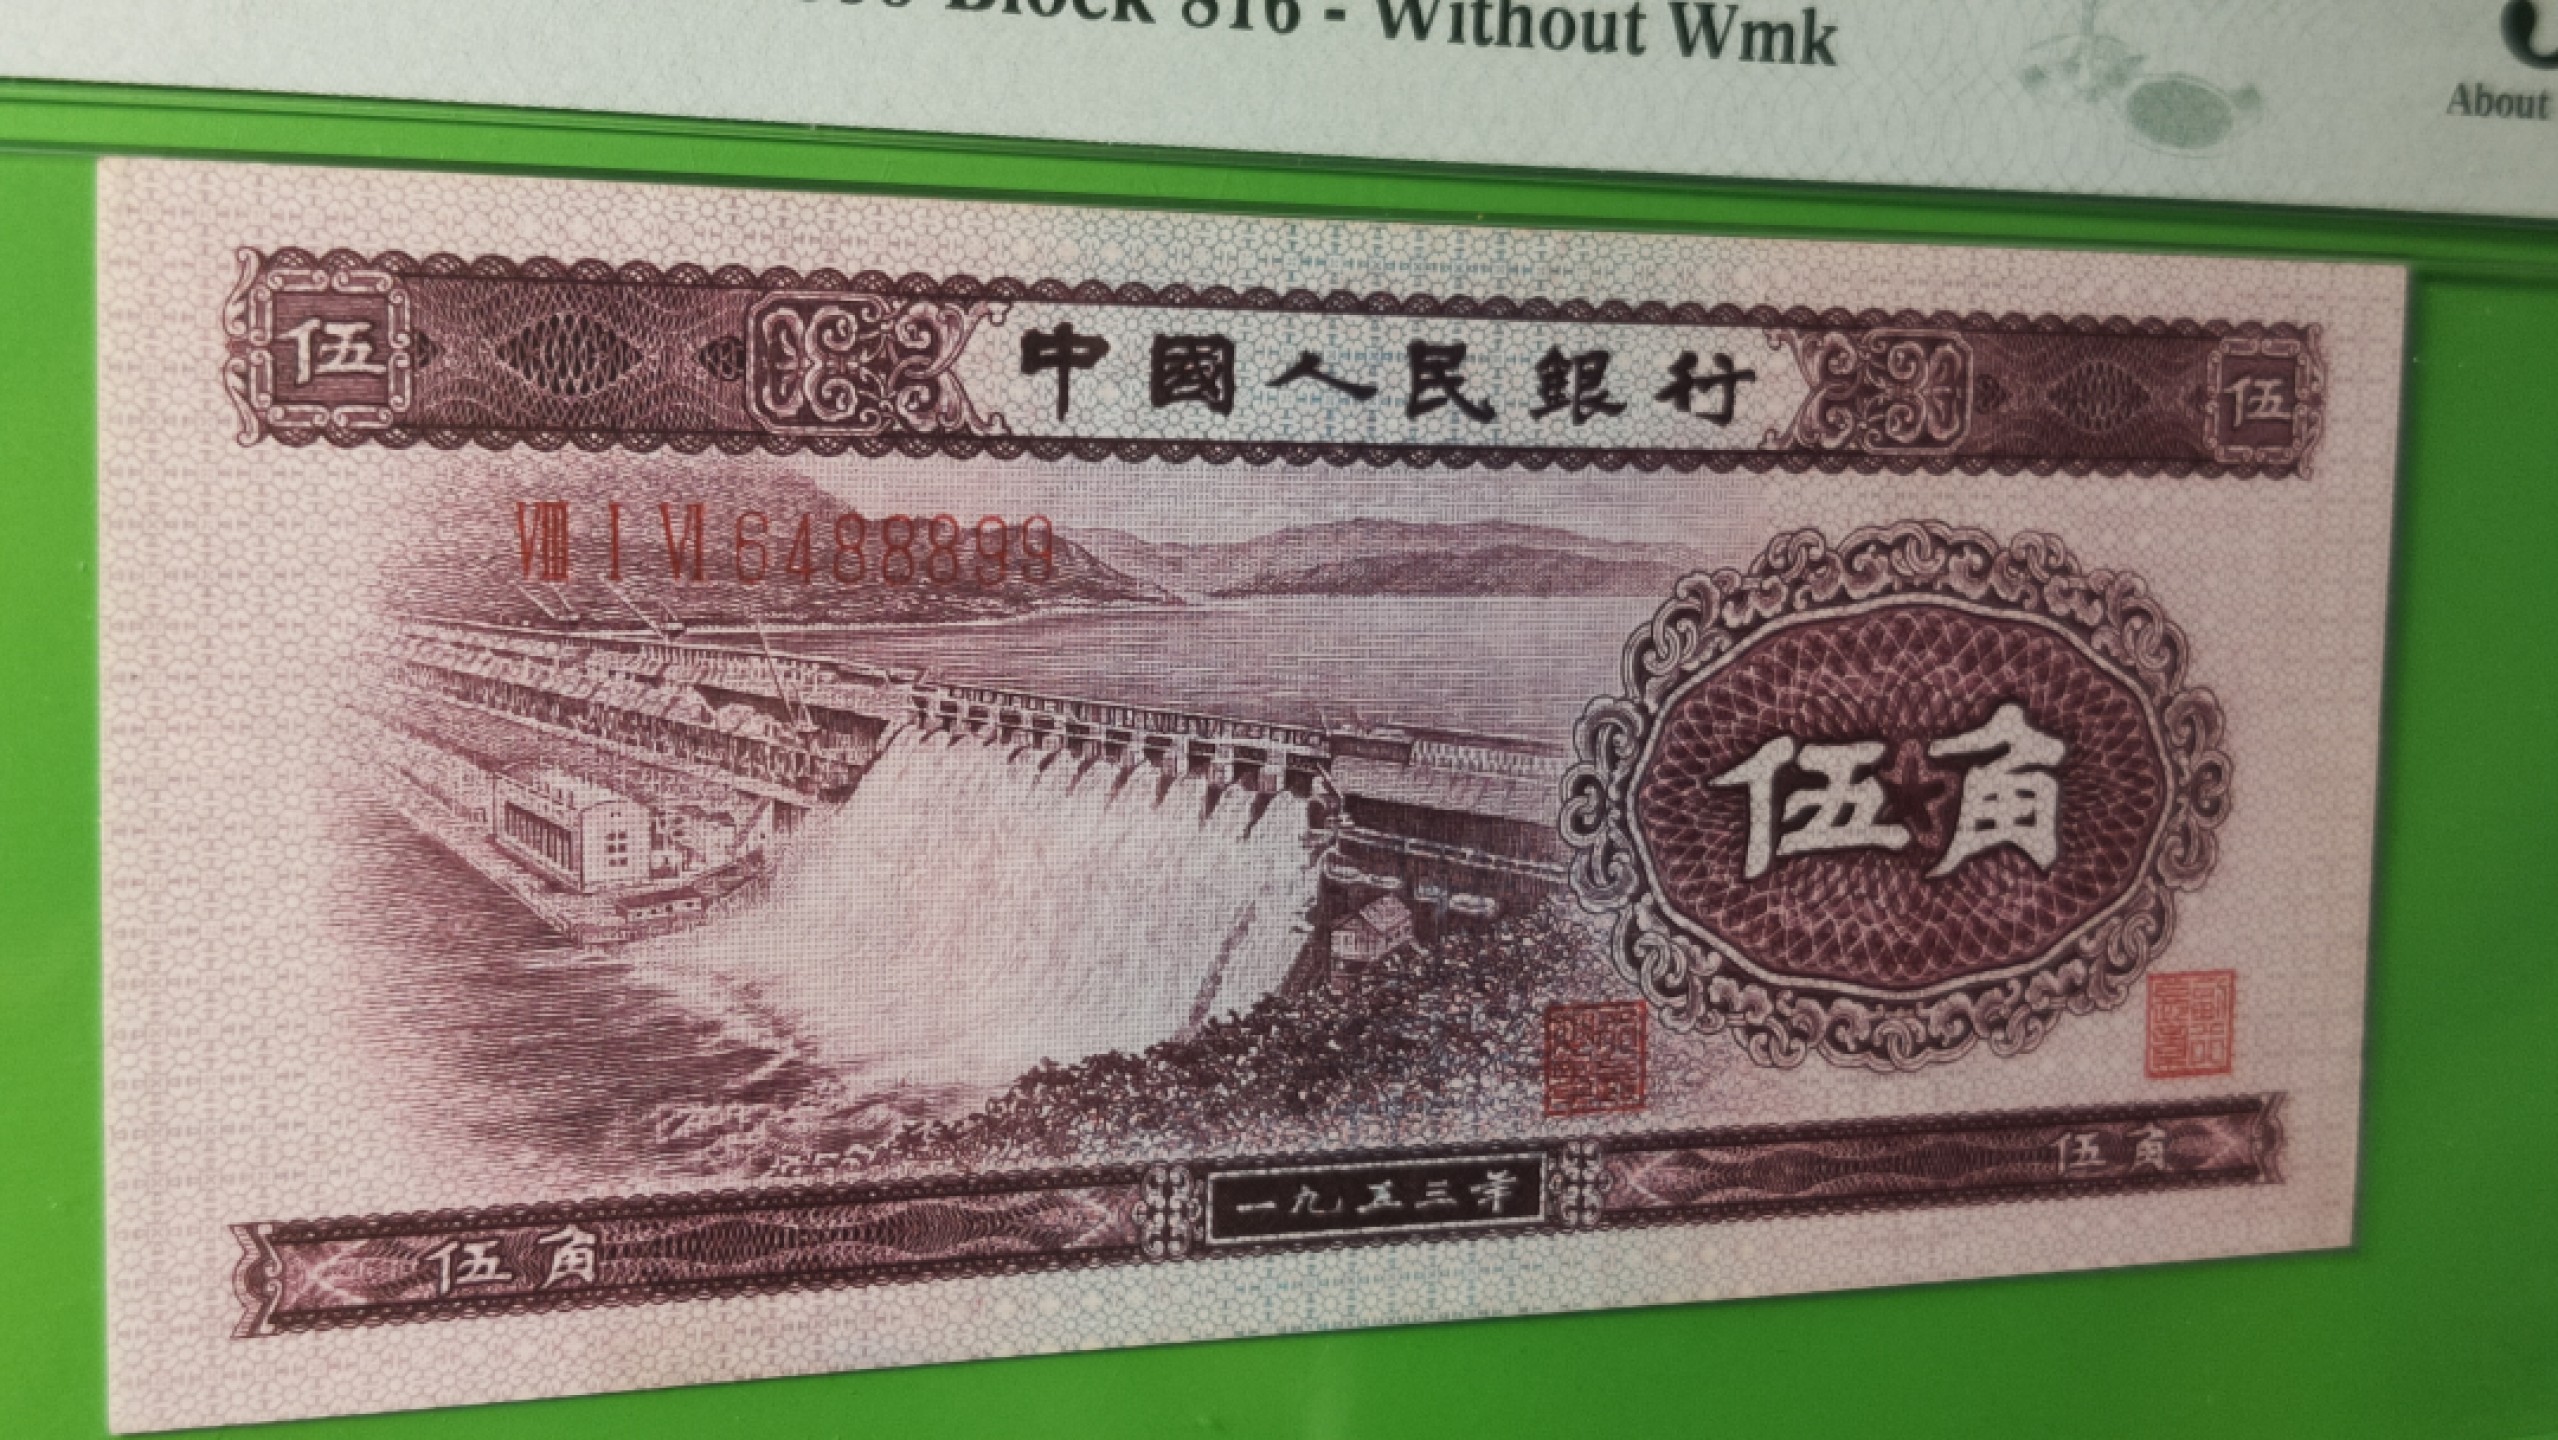 Block 816 - Without Wmk
About
伍 中國人民銀行 伍
VIII I VI 6488899
伍角
一九五三年
伍角 伍角